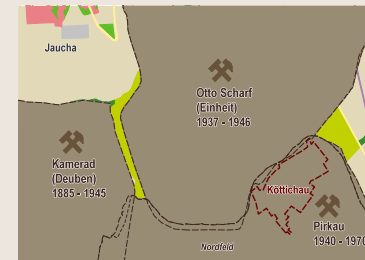 Jaucha
Otto Scharf
(Einheit)
1937 - 1946
Kamerad
(Deuben)
1885 - 1945
Köttichau
Pirkau
1940 - 1970
Nordfeld